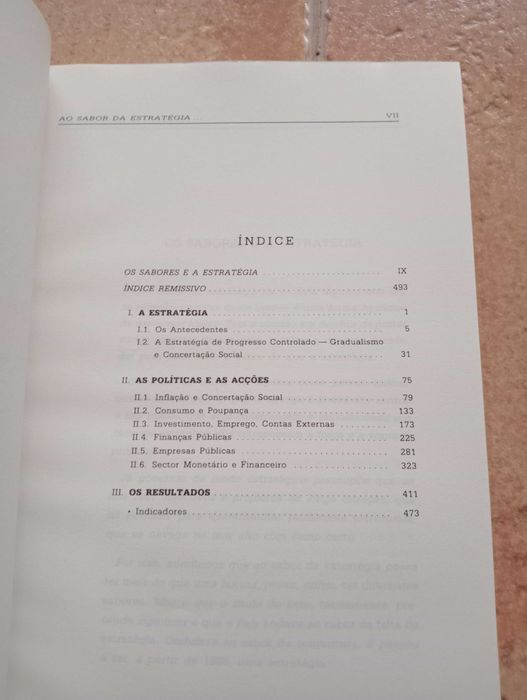 AO SABOR DA ESTRATÉGIA... VII
ÍNDICE
OS SABORES E A ESTRATÉGIA IX
ÍNDICE REMISSIVO 493
I. A ESTRATÉGIA 1
I.1. Os Antecedentes 5
I.2. A Estratégia de Progresso Controlado — Gradualismo
e Concertação Social 31
II. AS POLÍTICAS E AS ACÇÕES 75
II.1. Inflação e Concertação Social 79
II.2. Consumo e Poupança 133
II.3. Investimento, Emprego, Contas Externas 173
II.4. Finanças Públicas 225
II.5. Empresas Públicas 281
II.6. Sector Monetário e Financeiro 323
III. OS RESULTADOS 411
• Indicadores 473